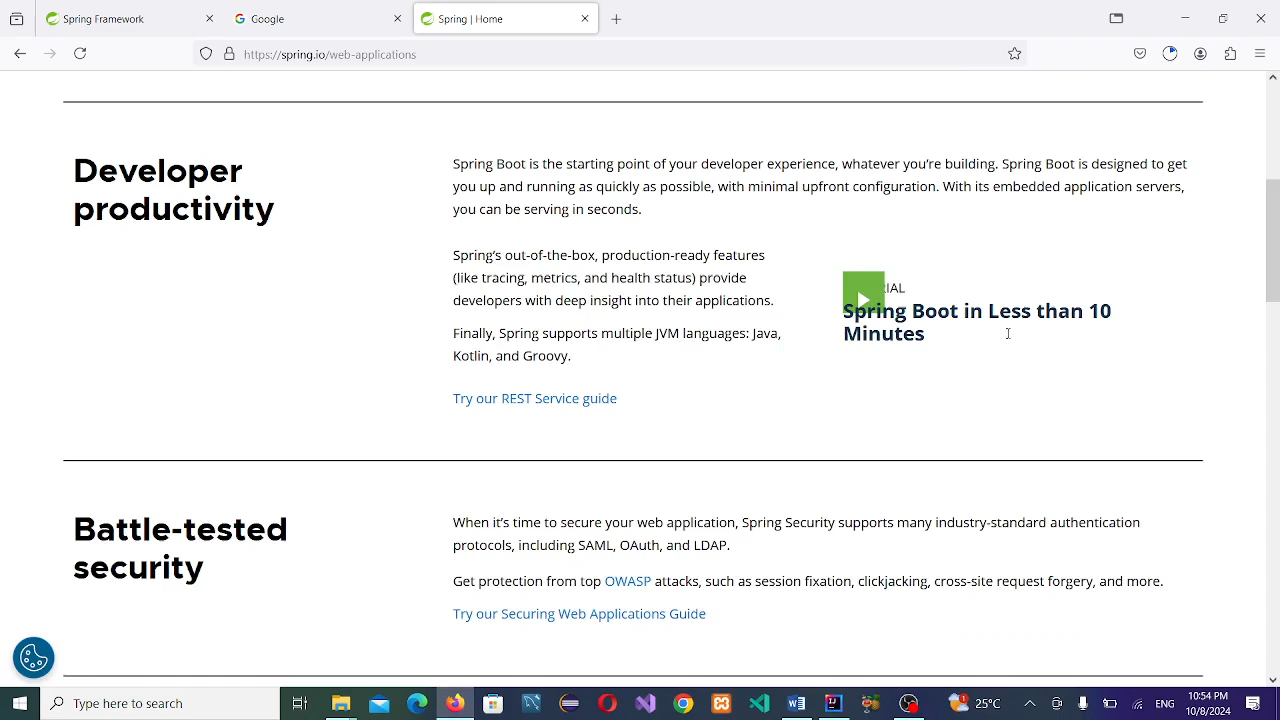 Spring Framework
Google
Spring | Home
https://spring.io/web-applications
Developer
productivity
Spring Boot is the starting point of your developer experience, whatever you're building. Spring Boot is designed to get
you up and running as quickly as possible, with minimal upfront configuration. With its embedded application servers,
you can be serving in seconds.
Spring's out-of-the-box, production-ready features
(like tracing, metrics, and health status) provide
developers with deep insight into their applications.
Finally, Spring supports multiple JVM languages: Java,
Kotlin, and Groovy.
Try our REST Service guide
RIAL
Spring Boot in Less than 10
Minutes
Battle-tested
security
When it's time to secure your web application, Spring Security supports many industry-standard authentication
protocols, including SAML, OAuth, and LDAP.
Get protection from top OWASP attacks, such as session fixation, clickjacking, cross-site request forgery, and more.
Try our Securing Web Applications Guide
Type here to search
25°C
ENG
10:54 PM
10/8/2024